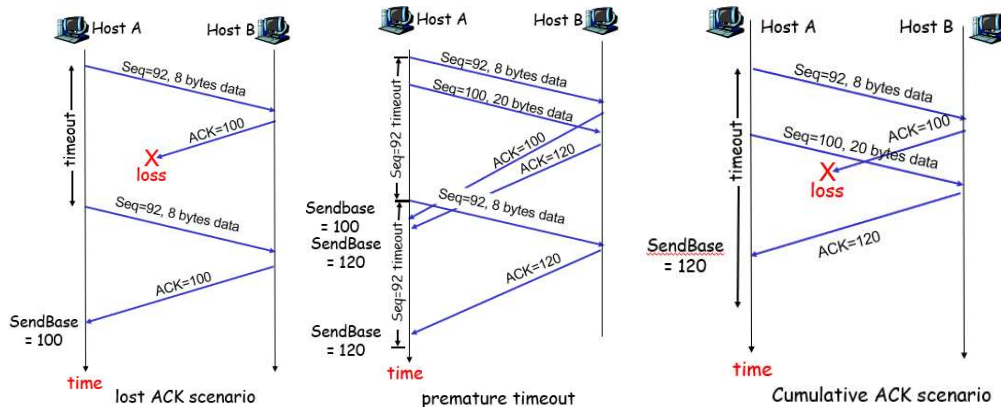 Host A
Host B
Seq=92, 8 bytes data
timeout
ACK=100
X
loss
Seq=92, 8 bytes data
ACK=100
SendBase
= 100
time
lost ACK scenario
Host A
Host B
Seq=92, 8 bytes data
Seq=100, 20 bytes data
Seq=92 timeout
ACK=100
ACK=120
Seq=92, 8 bytes data
Sendbase
= 100
SendBase
= 120
Seq=92 timeout
ACK=120
SendBase
= 120
time
premature timeout
Host A
Host B
Seq=92, 8 bytes data
ACK=100
Seq=100, 20 bytes data
timeout
X
loss
SendBase
= 120
ACK=120
time
Cumulative ACK scenario